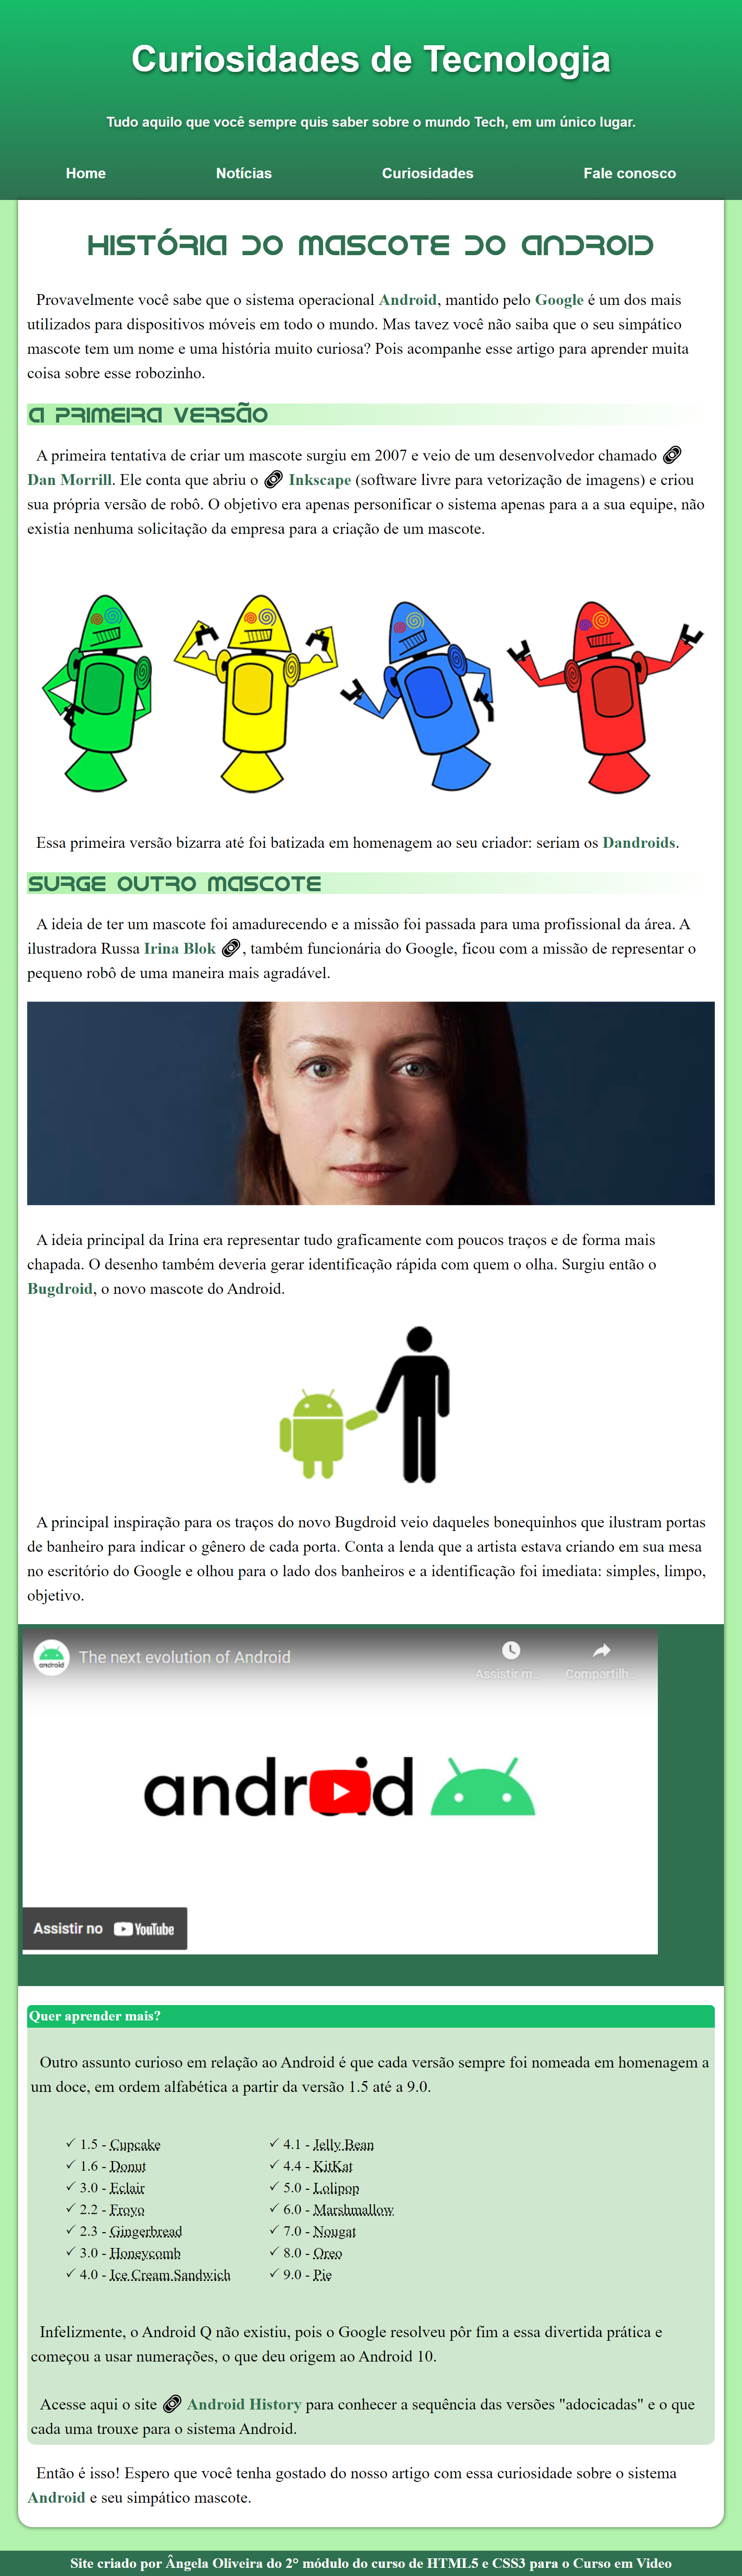 Curiosidades de Tecnologia
Tudo aquilo que você sempre quis saber sobre o mundo Tech, em um único lugar.
Home Notícias Curiosidades Fale conosco
História do Mascote do Android
Provavelmente você sabe que o sistema operacional Android, mantido pelo Google é um dos mais
utilizados para dispositivos móveis em todo o mundo. Mas tavez você não saiba que o seu simpático
mascote tem um nome e uma história muito curiosa? Pois acompanhe esse artigo para aprender muita
coisa sobre esse robozinho.
A primeira versão
A primeira tentativa de criar um mascote surgiu em 2007 e veio de um desenvolvedor chamado
Dan Morrill. Ele conta que abriu o Inkscape (software livre para vetorização de imagens) e criou
sua própria versão de robô. O objetivo era apenas personificar o sistema apenas para a a sua equipe, não
existia nenhuma solicitação da empresa para a criação de um mascote.
Essa primeira versão bizarra até foi batizada em homenagem ao seu criador: seriam os Dandroids.
Surge outro mascote
A ideia de ter um mascote foi amadurecendo e a missão foi passada para uma profissional da área. A
ilustradora Russa Irina Blok , também funcionária do Google, ficou com a missão de representar o
pequeno robô de uma maneira mais agradável.
A ideia principal da Irina era representar tudo graficamente com poucos traços e de forma mais
chapada. O desenho também deveria gerar identificação rápida com quem o olha. Surgiu então o
Bugdroid, o novo mascote do Android.
A principal inspiração para os traços do novo Bugdroid veio daqueles bonequinhos que ilustram portas
de banheiro para indicar o gênero de cada porta. Conta a lenda que a artista estava criando em sua mesa
no escritório do Google e olhou para o lado dos banheiros e a identificação foi imediata: simples, limpo,
objetivo.
android
The next evolution of Android
Assistir m... Compartilh...
android
Assistir no YouTube
Quer aprender mais?
Outro assunto curioso em relação ao Android é que cada versão sempre foi nomeada em homenagem a
um doce, em ordem alfabética a partir da versão 1.5 até a 9.0.
✓ 1.5 - Cupcake
✓ 1.6 - Donut
✓ 3.0 - Eclair
✓ 2.2 - Froyo
✓ 2.3 - Gingerbread
✓ 3.0 - Honeycomb
✓ 4.0 - Ice Cream Sandwich
✓ 4.1 - Jelly Bean
✓ 4.4 - KitKat
✓ 5.0 - Lolipop
✓ 6.0 - Marshmallow
✓ 7.0 - Nougat
✓ 8.0 - Oreo
✓ 9.0 - Pie
Infelizmente, o Android Q não existiu, pois o Google resolveu pôr fim a essa divertida prática e
começou a usar numerações, o que deu origem ao Android 10.
Acesse aqui o site Android History para conhecer a sequência das versões "adocicadas" e o que
cada uma trouxe para o sistema Android.
Então é isso! Espero que você tenha gostado do nosso artigo com essa curiosidade sobre o sistema
Android e seu simpático mascote.
Site criado por Ângela Oliveira do 2° módulo do curso de HTML5 e CSS3 para o Curso em Video